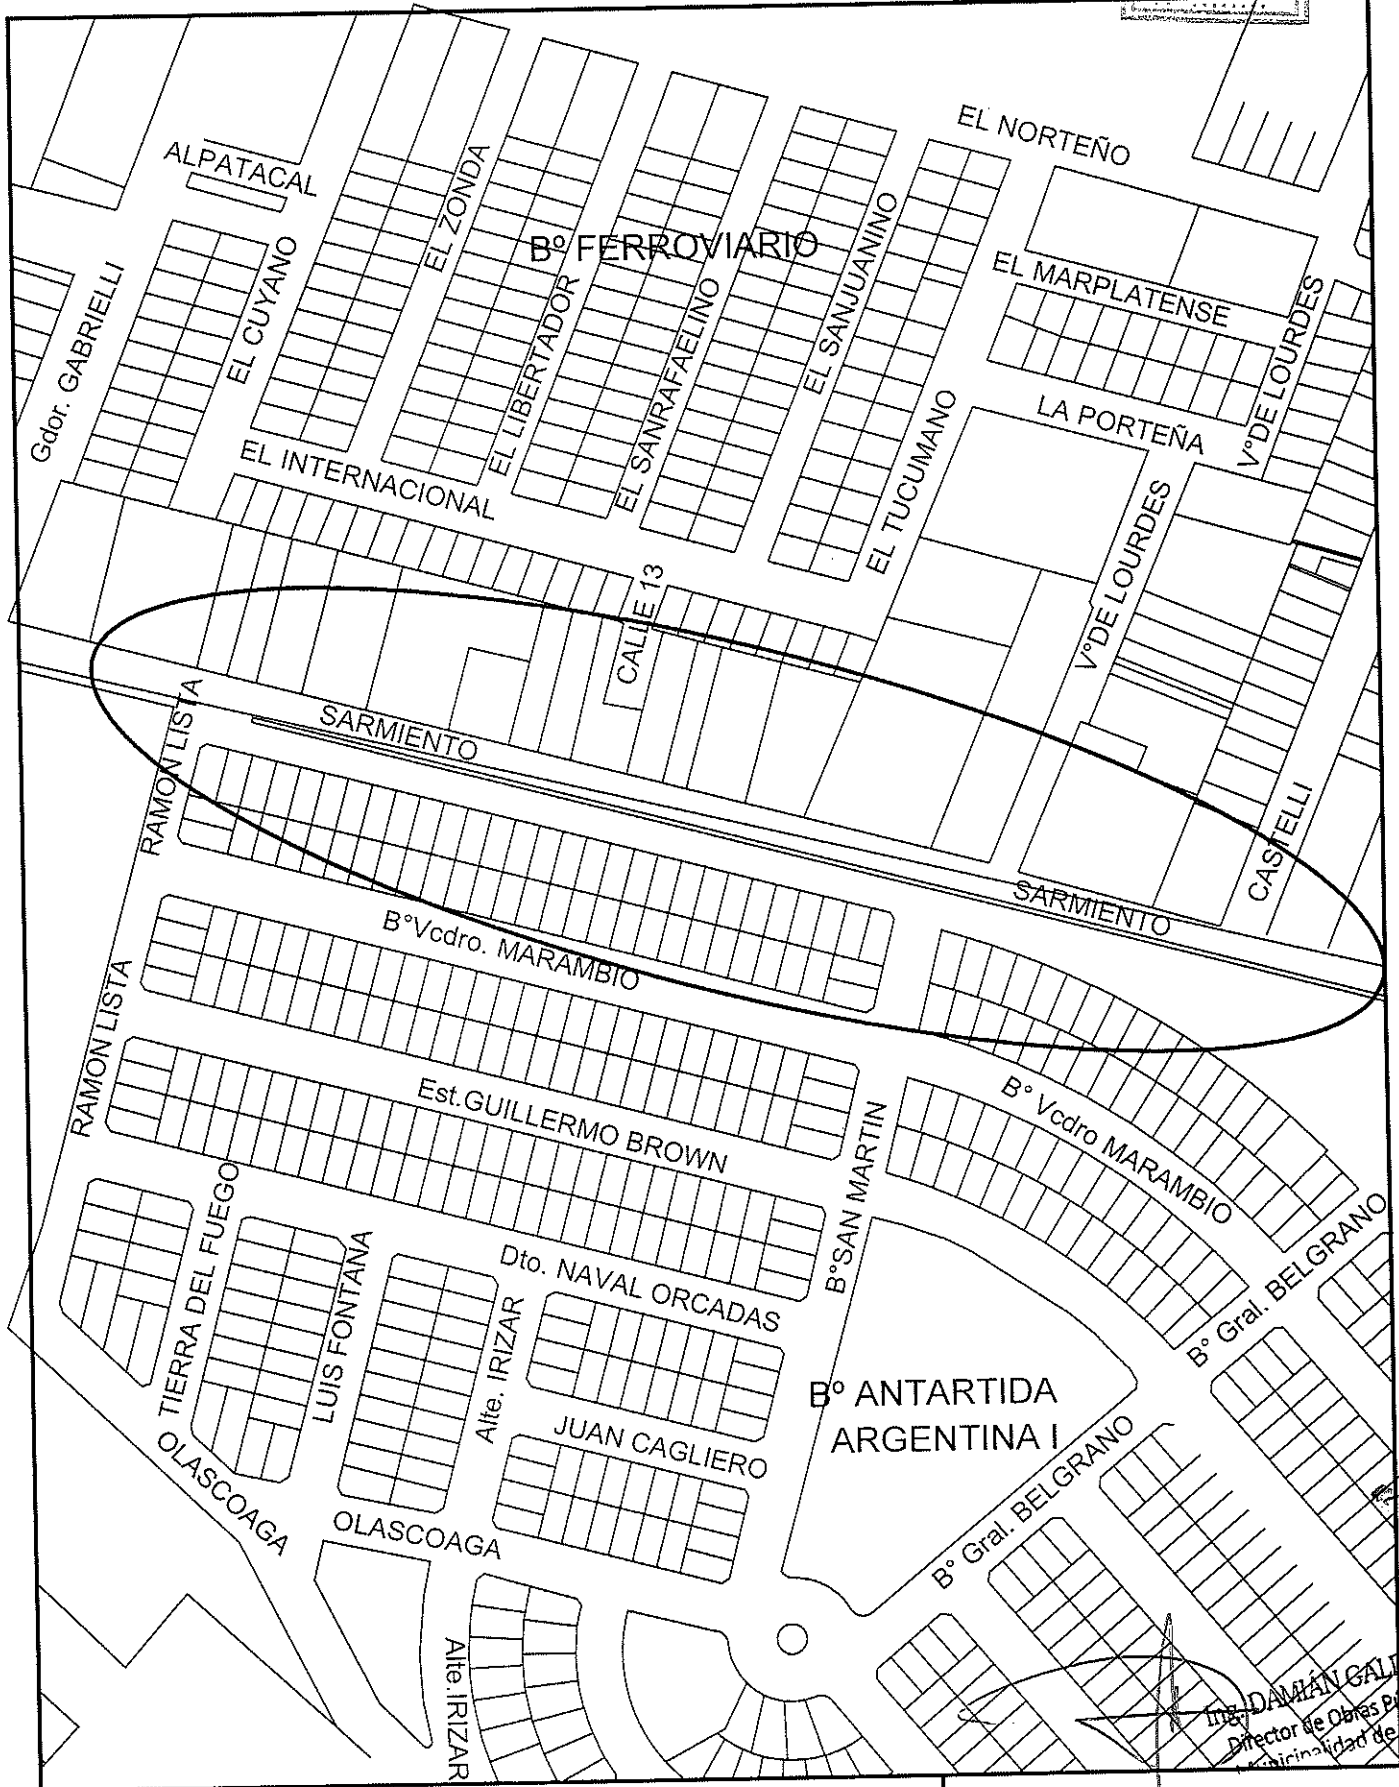 EL NORTEÑO
ALPATACAL
EL ZONDA
Bº FERROVIARIO
EL SANJUANINO
EL MARPLATENSE
Gdor. GABRIELLI
EL CUYANO
EL LIBERTADOR
EL SANRAFAELINO
V°DE LOURDES
EL TUCUMANO
LA PORTEÑA
EL INTERNACIONAL
V°DE LOURDES
CALLE 13
RAMON LISTA
SARMIENTO
CASTELLI
SARMIENTO
B°Vcdro. MARAMBIO
RAMON LISTA
Est.GUILLERMO BROWN
B° Vcdro MARAMBIO
B°SAN MARTIN
TIERRA DEL FUEGO
LUIS FONTANA
Dto. NAVAL ORCADAS
B° Gral. BELGRANO
Alte. IRIZAR
Bº ANTARTIDA
ARGENTINA I
JUAN CAGLIERO
OLASCOAGA
OLASCOAGA
B° Gral. BELGRANO
Alte.IRIZAR
Ing. DAMIÁN
Director de Obras
Municipalidad de